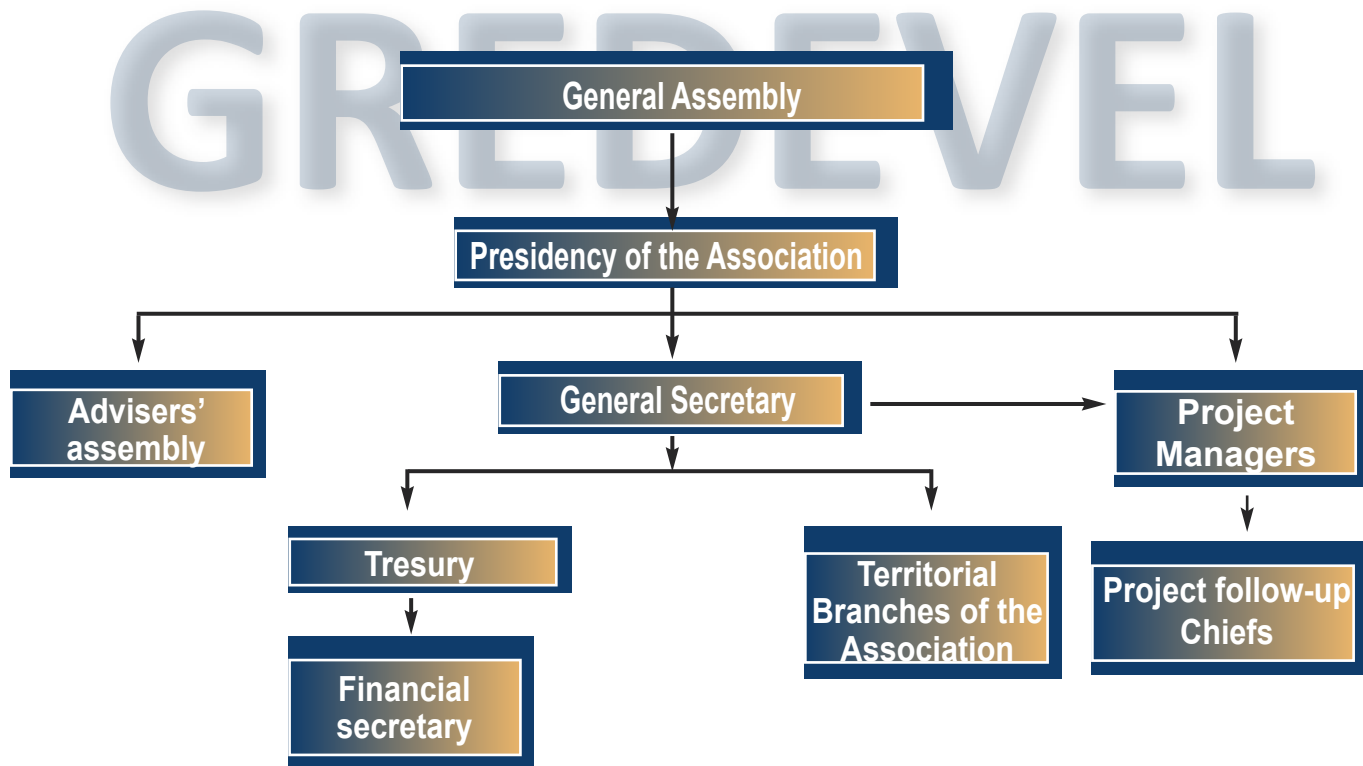 GREDEVEL
General Assembly
Presidency of the Association
Advisers’
assembly
General Secretary
Project
Managers
Tresury
Territorial
Branches of the
Association
Project follow-up
Chiefs
Financial
secretary